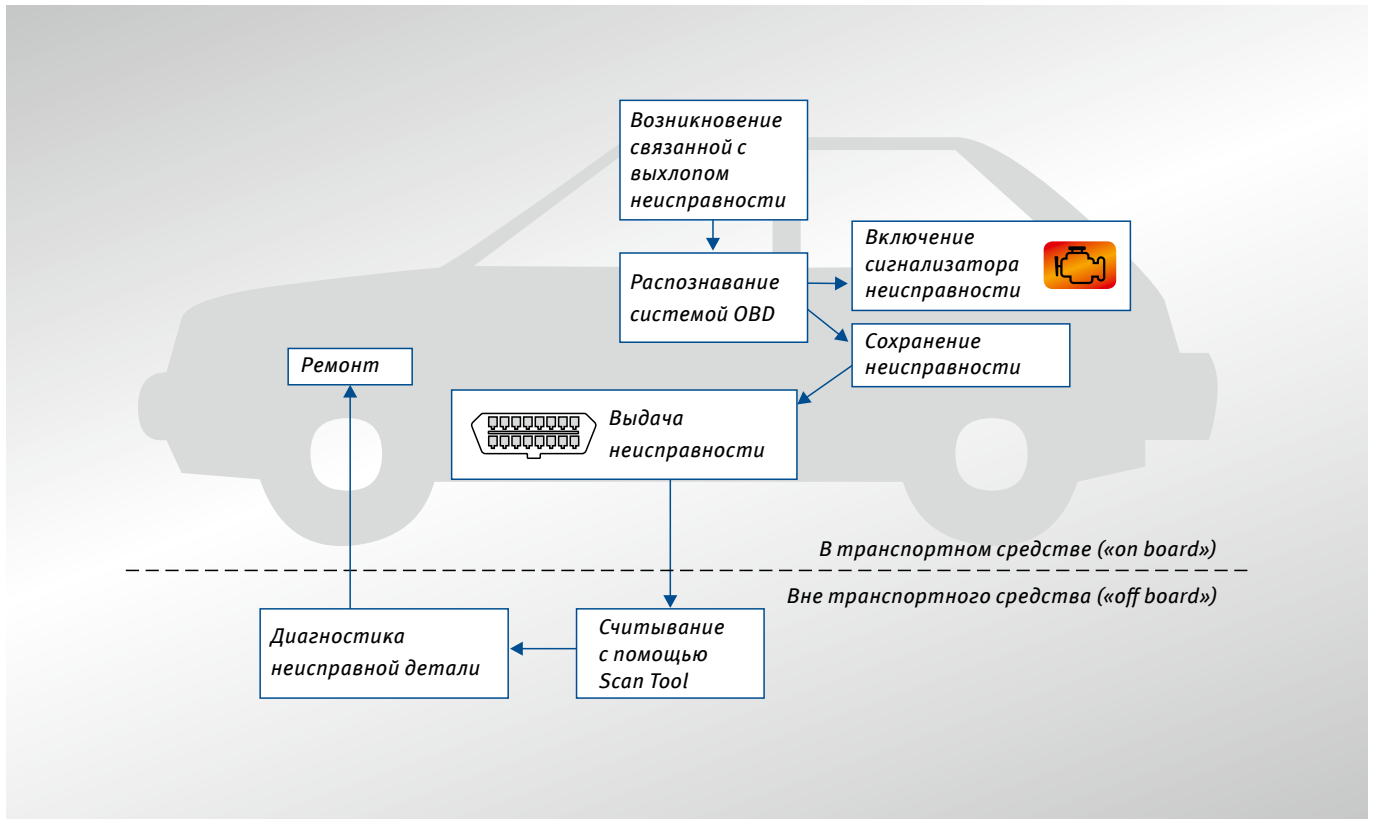 Возникновение
связанной с
выхлопом
неисправности
Распознавание
системой OBD
Включение
сигнализатора
неисправности
Сохранение
неисправности
Ремонт
Выдача
неисправности
В транспортном средстве («on board»)
Вне транспортного средства («off board»)
Диагностика
неисправной детали
Считывание
с помощью
Scan Tool